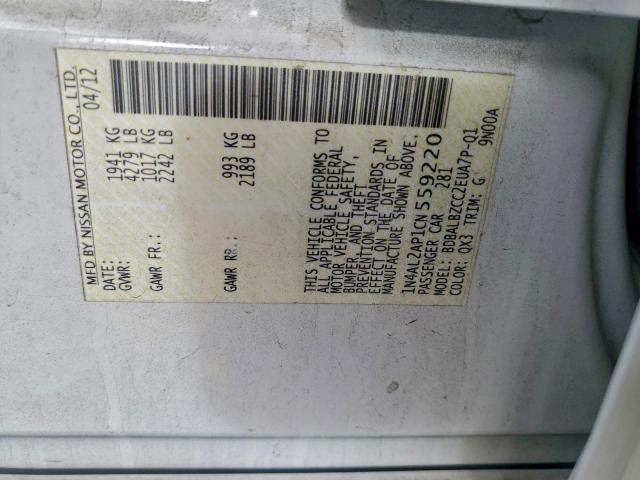 MFD BY NISSAN MOTOR CO., LTD.
DATE: 04/12
GVWR: 1941 KG
4279 LB
GAWR FR.: 1017 KG
2242 LB
GAWR RR.: 993 KG
2189 LB
THIS VEHICLE CONFORMS TO
ALL APPLICABLE FEDERAL
MOTOR VEHICLE SAFETY,
BUMPER, AND THEFT
PREVENTION STANDARDS IN
EFFECT ON THE DATE OF
MANUFACTURE SHOWN ABOVE.
1N4AL2AP1CN 559220
PASSENGER CAR 281
MODEL: BDBALBZCC2EUA7P-Q1
COLOR: QX3 TRIM: G 9N00A